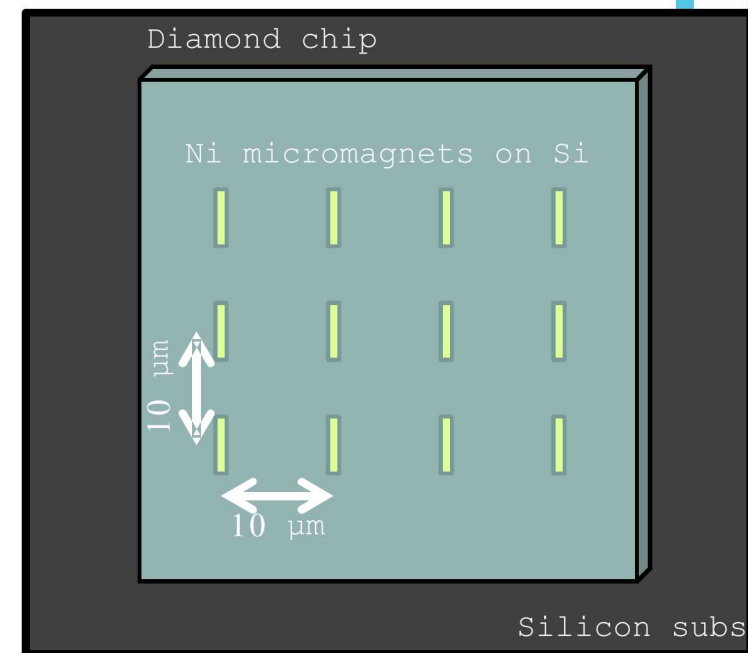 Diamond chip
Ni micromagnets on Si
10 μm
10 μm
Silicon subs